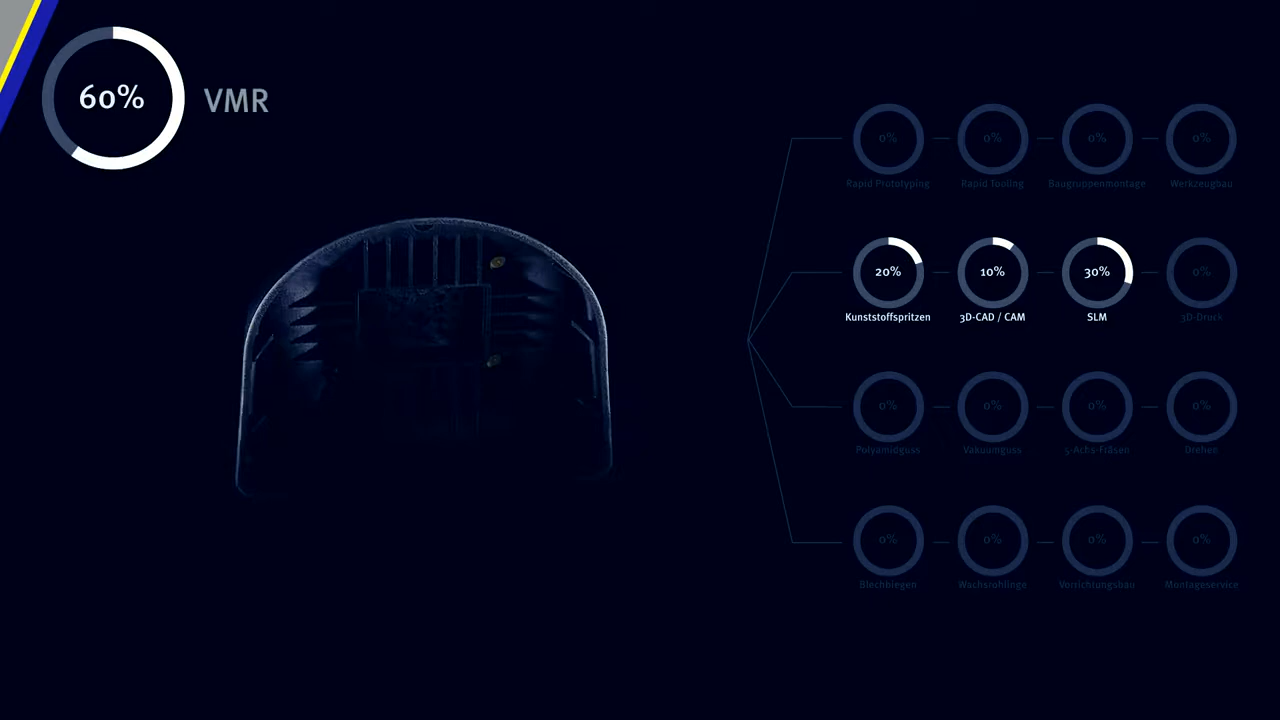 60%
VMR
0% 0% 0% 0%
Rapid Prototyping Rapid Tooling Baugruppenmontage Werkzeugbau
20% 10% 30% 0%
Kunststoffspritzen 3D-CAD / CAM SLM 3D-Druck
0% 0% 0% 0%
Polyamidguss Vakuumguss 5-Achs-Fräsen Drehen
0% 0% 0% 0%
Blechbiegen Wachsrohlinge Vorrichtungsbau Montageservice